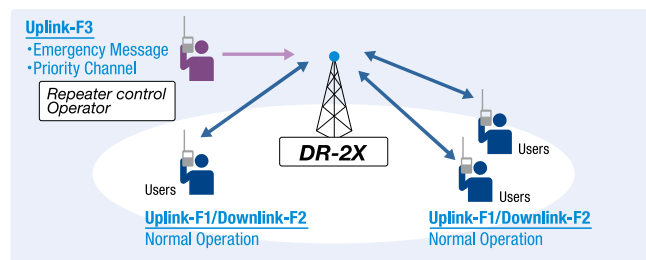 Uplink-F3
•Emergency Message
•Priority Channel
Repeater control
Operator
DR-2X
Users
Users
Users
Uplink-F1/Downlink-F2
Normal Operation
Uplink-F1/Downlink-F2
Normal Operation